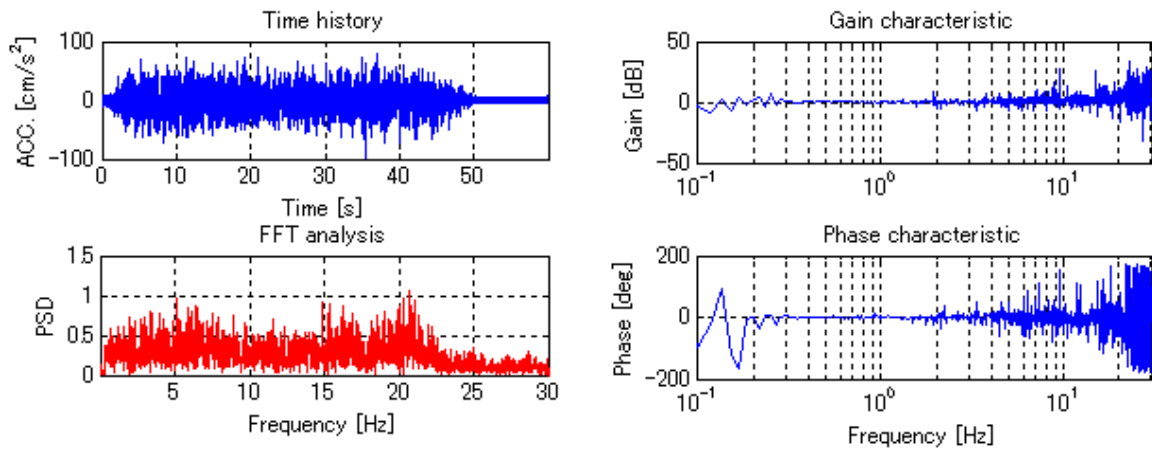 Time history
ACC. [cm/s²]
100
0
-100
0 10 20 30 40 50
Time [s]
FFT analysis
PSD
1.5
1
0.5
0
5 10 15 20 25 30
Frequency [Hz]
Gain characteristic
Gain [dB]
50
0
-50
10⁻¹ 10⁰ 10¹
Phase characteristic
Phase [deg]
200
0
-200
10⁻¹ 10⁰ 10¹
Frequency [Hz]